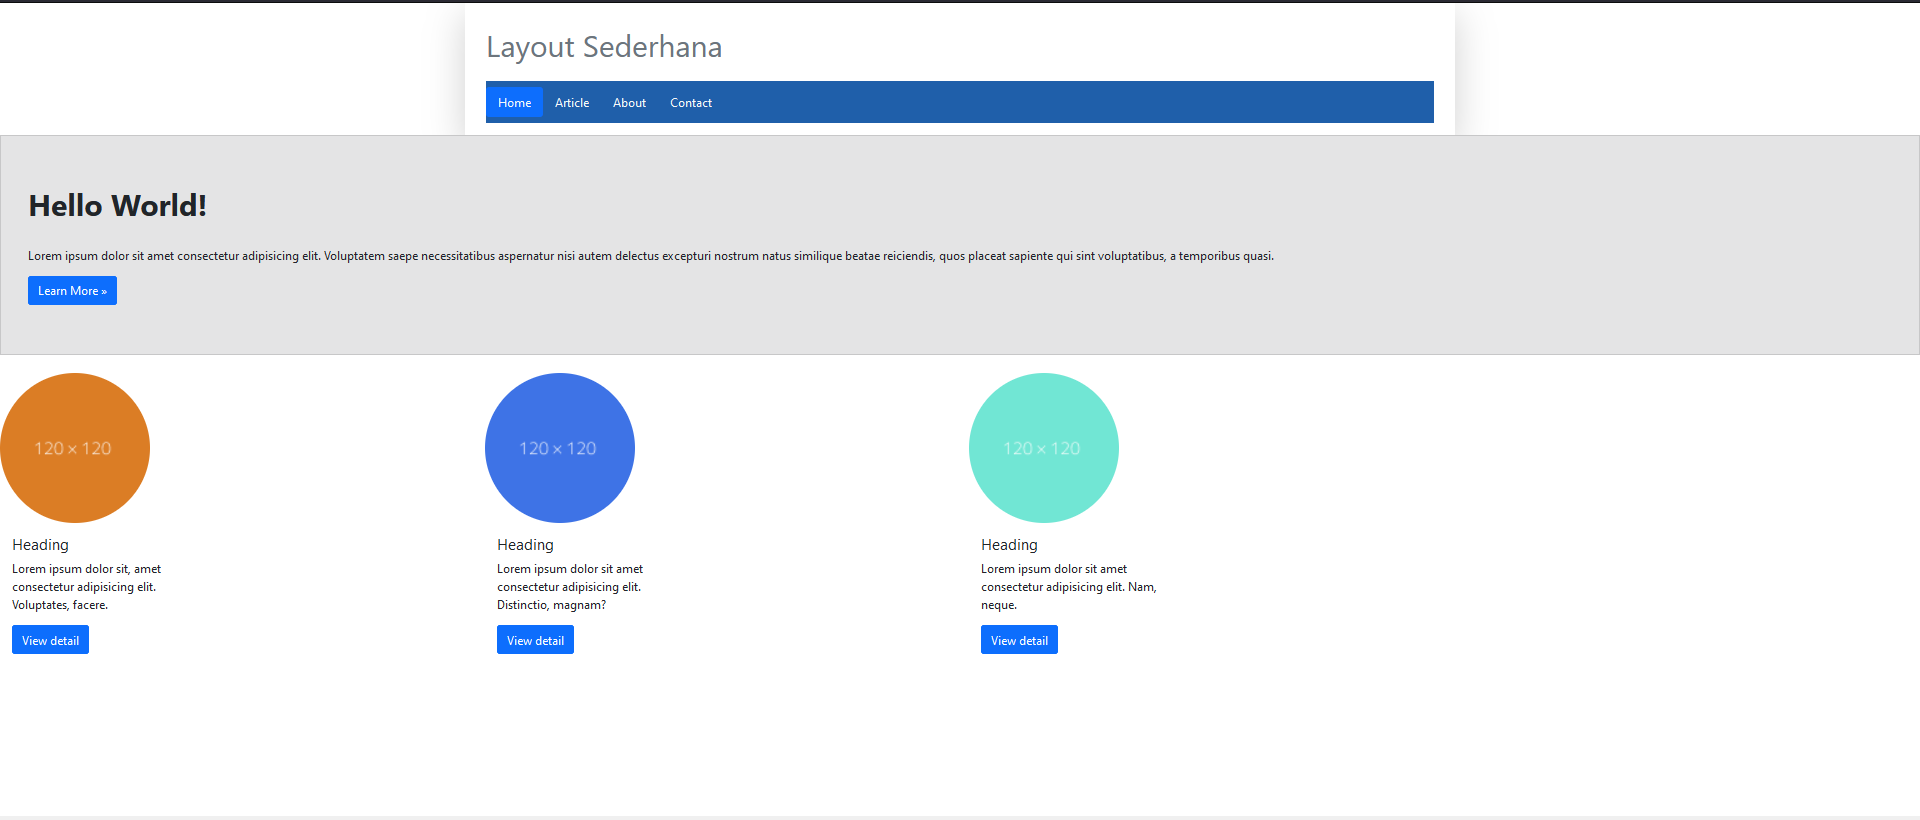 Layout Sederhana
Home Article About Contact
Hello World!
Lorem ipsum dolor sit amet consectetur adipisicing elit. Voluptatem saepe necessitatibus aspernatur nisi autem delectus excepturi nostrum natus similique beatae reiciendis, quos placeat sapiente qui sint voluptatibus, a temporibus quasi.
Learn More »
120 × 120
Heading
Lorem ipsum dolor sit, amet
consectetur adipisicing elit.
Voluptates, facere.
View detail
120 × 120
Heading
Lorem ipsum dolor sit amet
consectetur adipisicing elit.
Distinctio, magnam?
View detail
120 × 120
Heading
Lorem ipsum dolor sit amet
consectetur adipisicing elit. Nam,
neque.
View detail